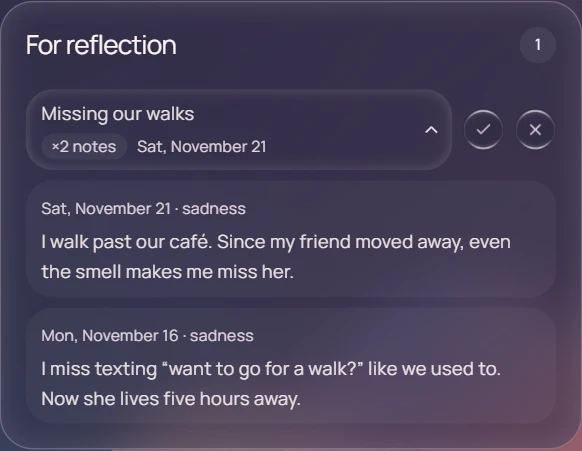 For reflection
1
Missing our walks
×2 notes Sat, November 21
Sat, November 21 · sadness
I walk past our café. Since my friend moved away, even
the smell makes me miss her.
Mon, November 16 · sadness
I miss texting “want to go for a walk?” like we used to.
Now she lives five hours away.